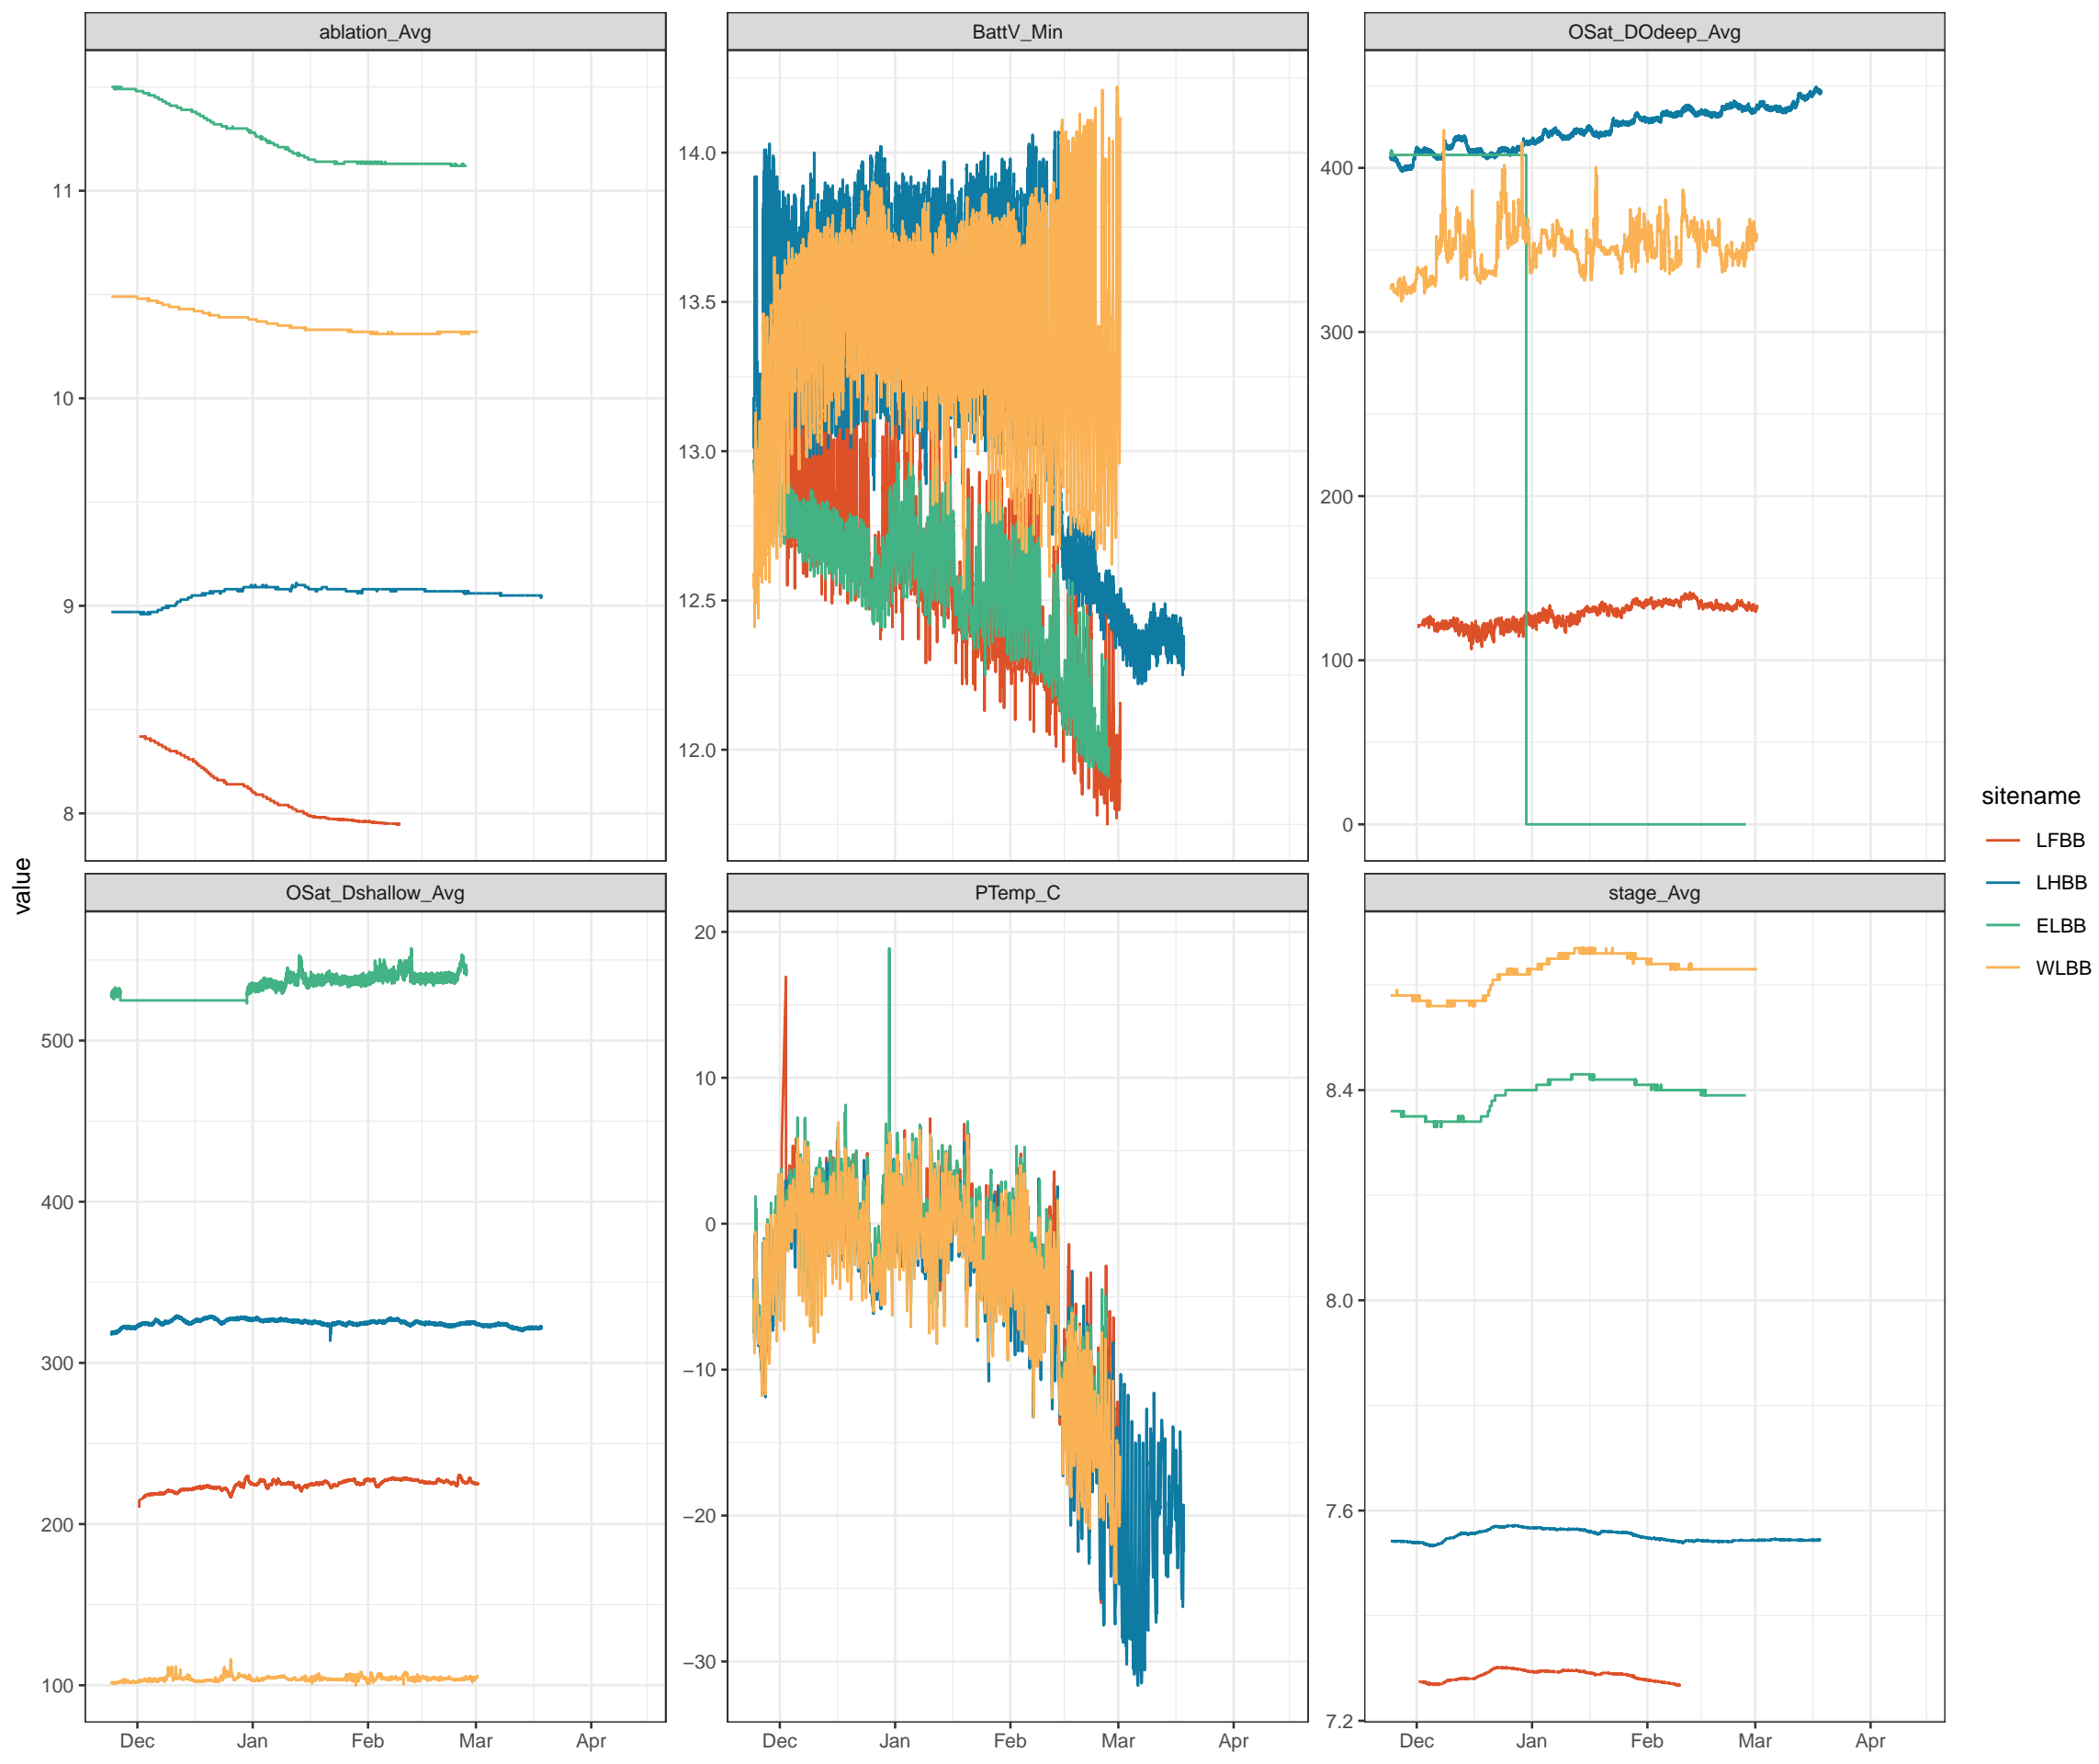 ablation_Avg
BattV_Min
OSat_DOdeep_Avg
11
10
9
8
14.0
13.5
13.0
12.5
12.0
400
300
200
100
0
value
OSat_Dshallow_Avg
PTemp_C
stage_Avg
500
400
300
200
100
20
10
0
−10
−20
−30
8.4
8.0
7.6
7.2
Dec Jan Feb Mar Apr
Dec Jan Feb Mar Apr
Dec Jan Feb Mar Apr
sitename
LFBB
LHBB
ELBB
WLBB